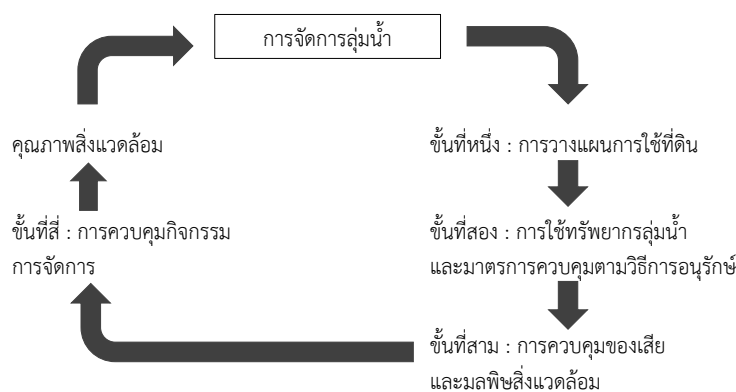 การจัดการลุ่มน้ำ
ขั้นที่หนึ่ง : การวางแผนการใช้ที่ดิน
ขั้นที่สอง : การใช้ทรัพยากรลุ่มน้ำ
และมาตรการควบคุมตามวิธีการอนุรักษ์
ขั้นที่สาม : การควบคุมของเสีย
และมลพิษสิ่งแวดล้อม
ขั้นที่สี่ : การควบคุมกิจกรรม
การจัดการ
คุณภาพสิ่งแวดล้อม